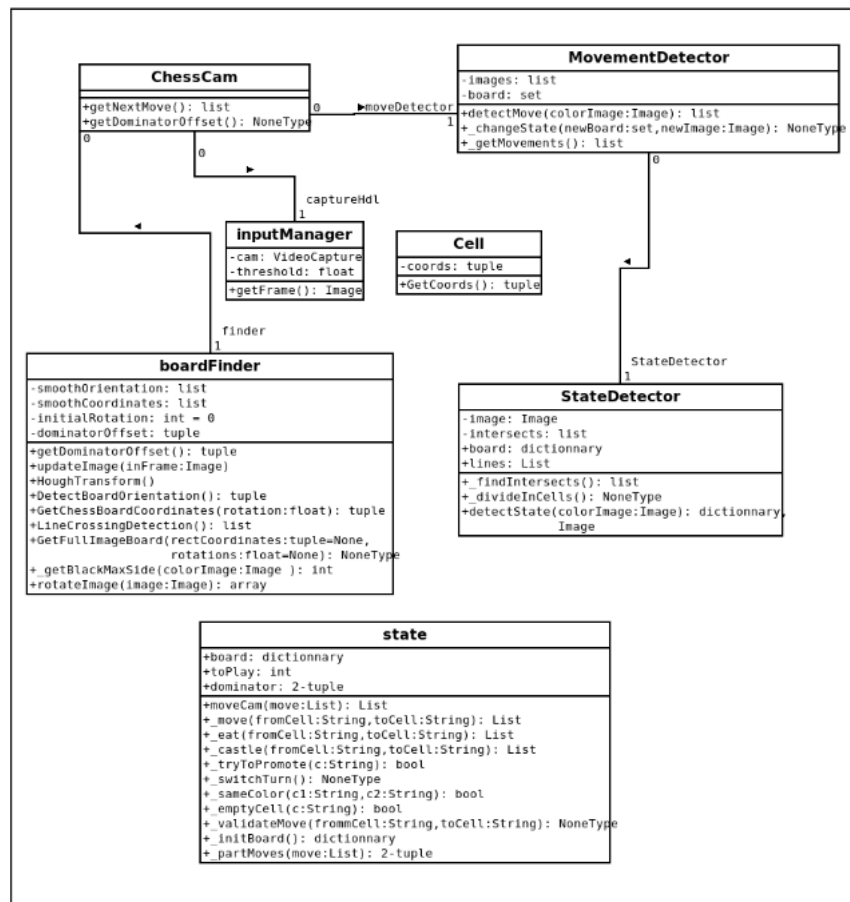 ChessCam
+getNextMove(): list
+getDominatorOffset(): NoneType
0
moveDetector
1
MovementDetector
-images: list
-board: set
+detectMove(colorImage:Image): list
+_changeState(newBoard:set,newImage:Image): NoneType
+_getMovements(): list
0
0
0
captureHdl
1
inputManager
-cam: VideoCapture
-threshold: float
+getFrame(): Image
Cell
-coords: tuple
+GetCoords(): tuple
finder
1
boardFinder
-smoothOrientation: list
-smoothCoordinates: list
-initialRotation: int = 0
-dominatorOffset: tuple
+getDominatorOffset(): tuple
+updateImage(inFrame:Image)
+HoughTransform()
+DetectBoardOrientation(): tuple
+GetChessBoardCoordinates(rotation:float): tuple
+LineCrossingDetection(): list
+GetFullImageBoard(rectCoordinates:tuple=None,
rotations:float=None): NoneType
+_getBlackMaxSide(colorImage:Image ): int
+rotateImage(image:Image): array
StateDetector
1
StateDetector
-image: Image
-intersects: list
+board: dictionnary
+lines: List
+_findIntersects(): list
+_divideInCells(): NoneType
+detectState(colorImage:Image): dictionnary,
Image
state
+board: dictionnary
+toPlay: int
+dominator: 2-tuple
+moveCam(move:List): List
+_move(fromCell:String,toCell:String): List
+_eat(fromCell:String,toCell:String): List
+_castle(fromCell:String,toCell:String): List
+_tryToPromote(c:String): bool
+_switchTurn(): NoneType
+_sameColor(c1:String,c2:String): bool
+_emptyCell(c:String): bool
+_validateMove(frommCell:String,toCell:String): NoneType
+_initBoard(): dictionnary
+_partMoves(move:List): 2-tuple